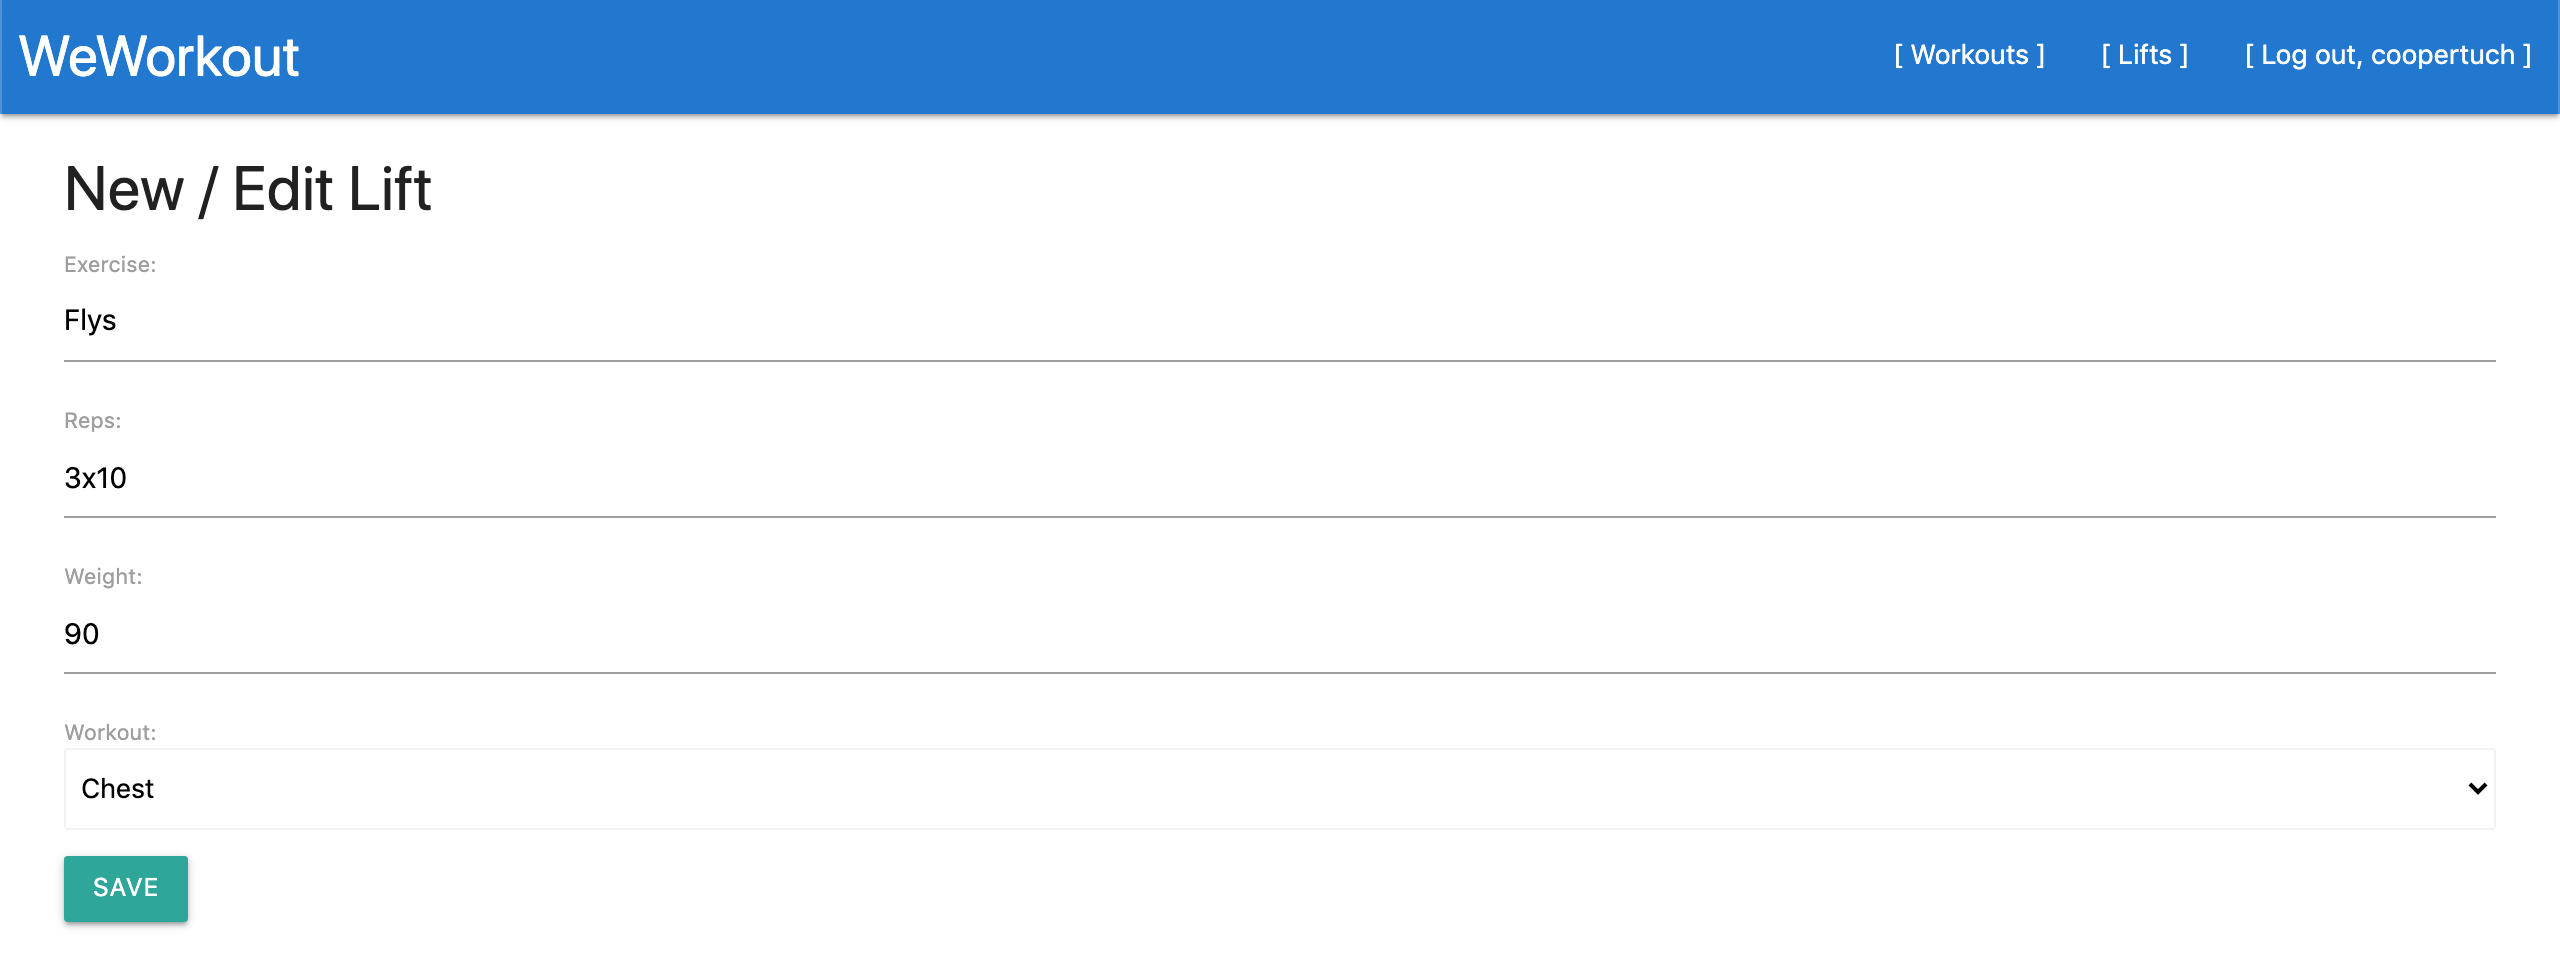 WeWorkout [ Workouts ] [ Lifts ] [ Log out, coopertuch ]
New / Edit Lift
Exercise:
Flys
Reps:
3x10
Weight:
90
Workout:
Chest
SAVE